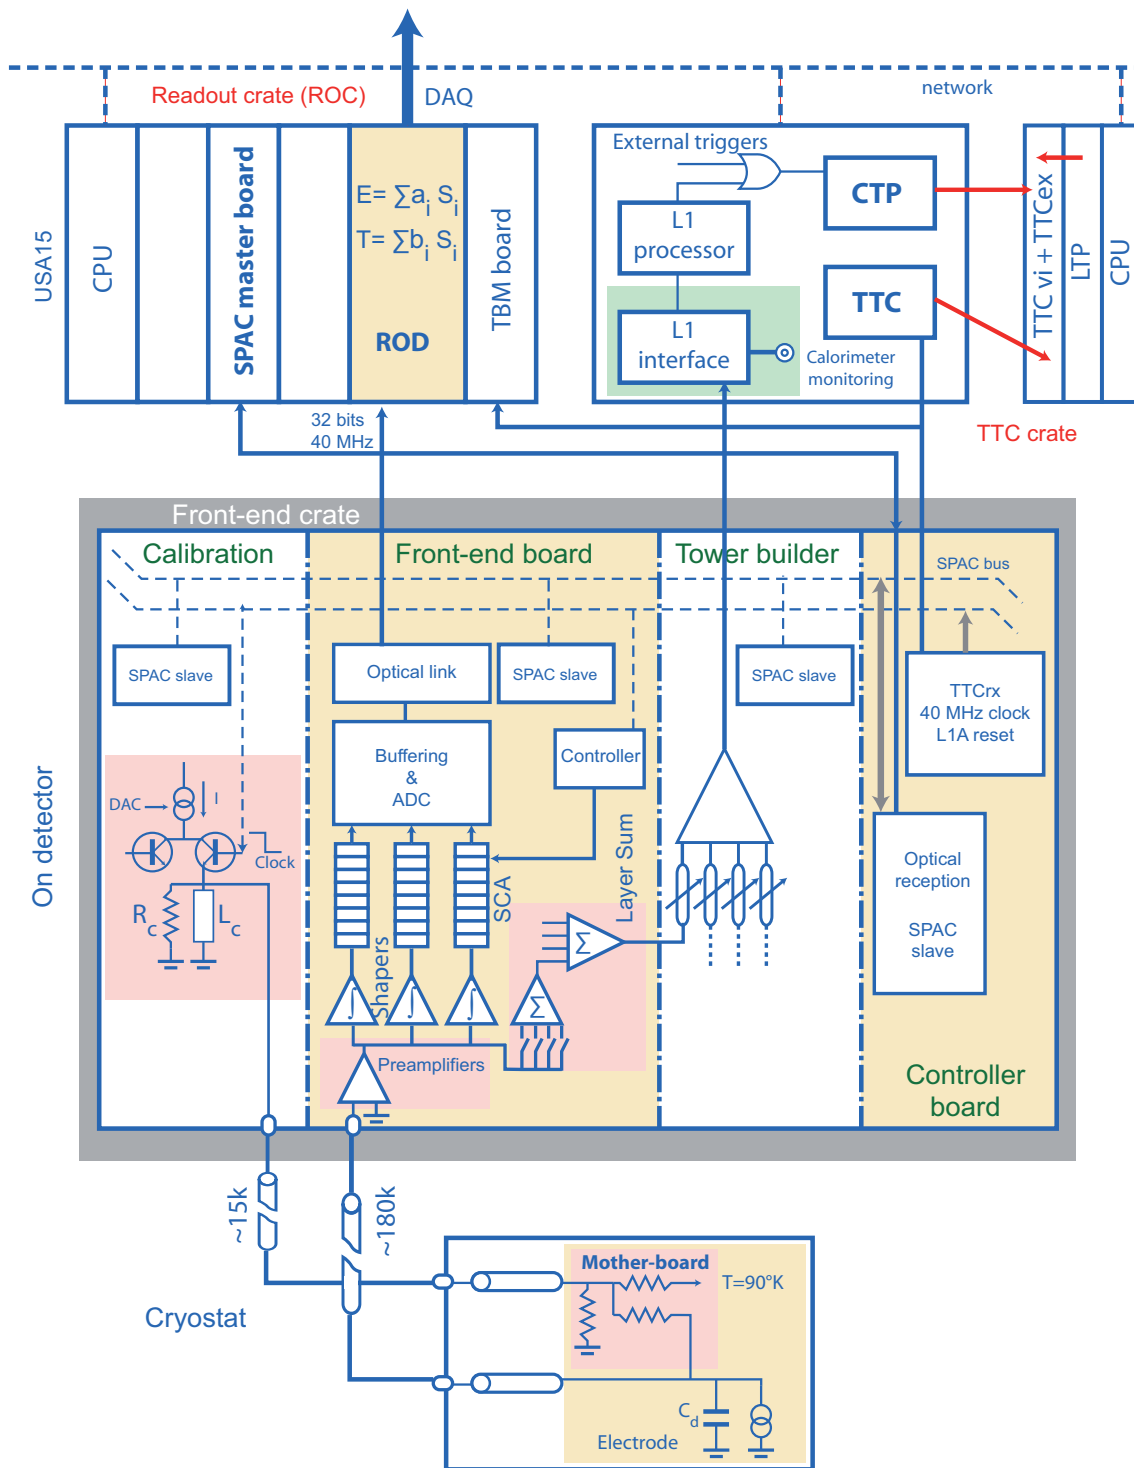 network
Readout crate (ROC)
DAQ
USA15
CPU
SPAC master board
E= ∑a_i S_i
T= ∑b_i S_i
ROD
TBM board
External triggers
L1
processor
L1
interface
Calorimeter
monitoring
CTP
TTC
TTC vi + TTCex
LTP
CPU
TTC crate
32 bits
40 MHz
Front-end crate
Calibration
Front-end board
Tower builder
SPAC bus
SPAC slave
Optical link
SPAC slave
SPAC slave
TTCrx
40 MHz clock
L1A reset
Buffering
&
ADC
Controller
On detector
DAC
I
Clock
R_c
L_c
SCA
Layer Sum
Shapers
∫
∫
∫
Σ
Σ
Optical
reception
SPAC
slave
Preamplifiers
Controller
board
~15k
~180k
Mother-board
T=90°K
Cryostat
C_d
Electrode